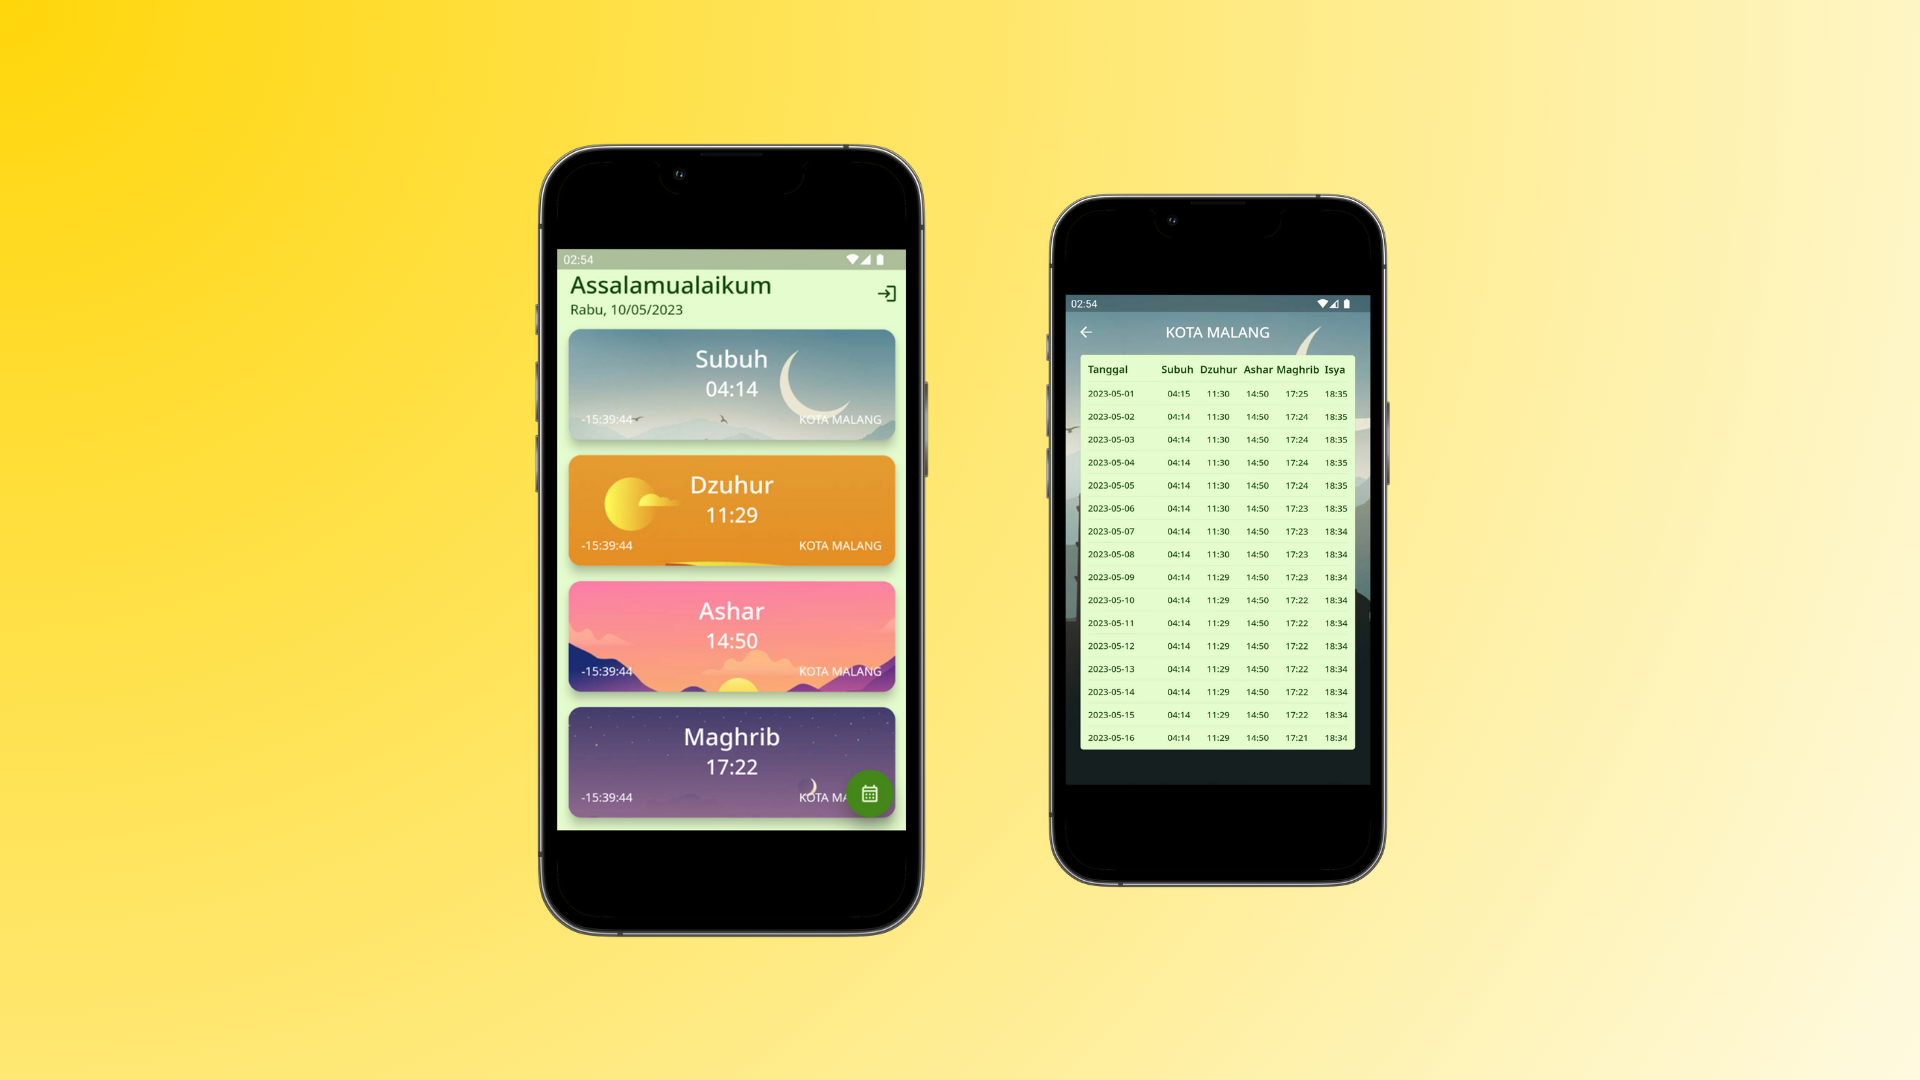 02:54
Assalamualaikum
Rabu, 10/05/2023
Subuh
04:14
-15:39:44 KOTA MALANG
Dzuhur
11:29
-15:39:44 KOTA MALANG
Ashar
14:50
-15:39:44 KOTA MALANG
Maghrib
17:22
-15:39:44 KOTA MA
02:54
KOTA MALANG
Tanggal Subuh Dzuhur Ashar Maghrib Isya
2023-05-01 04:15 11:30 14:50 17:25 18:35
2023-05-02 04:14 11:30 14:50 17:24 18:35
2023-05-03 04:14 11:30 14:50 17:24 18:35
2023-05-04 04:14 11:30 14:50 17:24 18:35
2023-05-05 04:14 11:30 14:50 17:24 18:35
2023-05-06 04:14 11:30 14:50 17:23 18:35
2023-05-07 04:14 11:30 14:50 17:23 18:34
2023-05-08 04:14 11:30 14:50 17:23 18:34
2023-05-09 04:14 11:29 14:50 17:23 18:34
2023-05-10 04:14 11:29 14:50 17:22 18:34
2023-05-11 04:14 11:29 14:50 17:22 18:34
2023-05-12 04:14 11:29 14:50 17:22 18:34
2023-05-13 04:14 11:29 14:50 17:22 18:34
2023-05-14 04:14 11:29 14:50 17:22 18:34
2023-05-15 04:14 11:29 14:50 17:22 18:34
2023-05-16 04:14 11:29 14:50 17:21 18:34